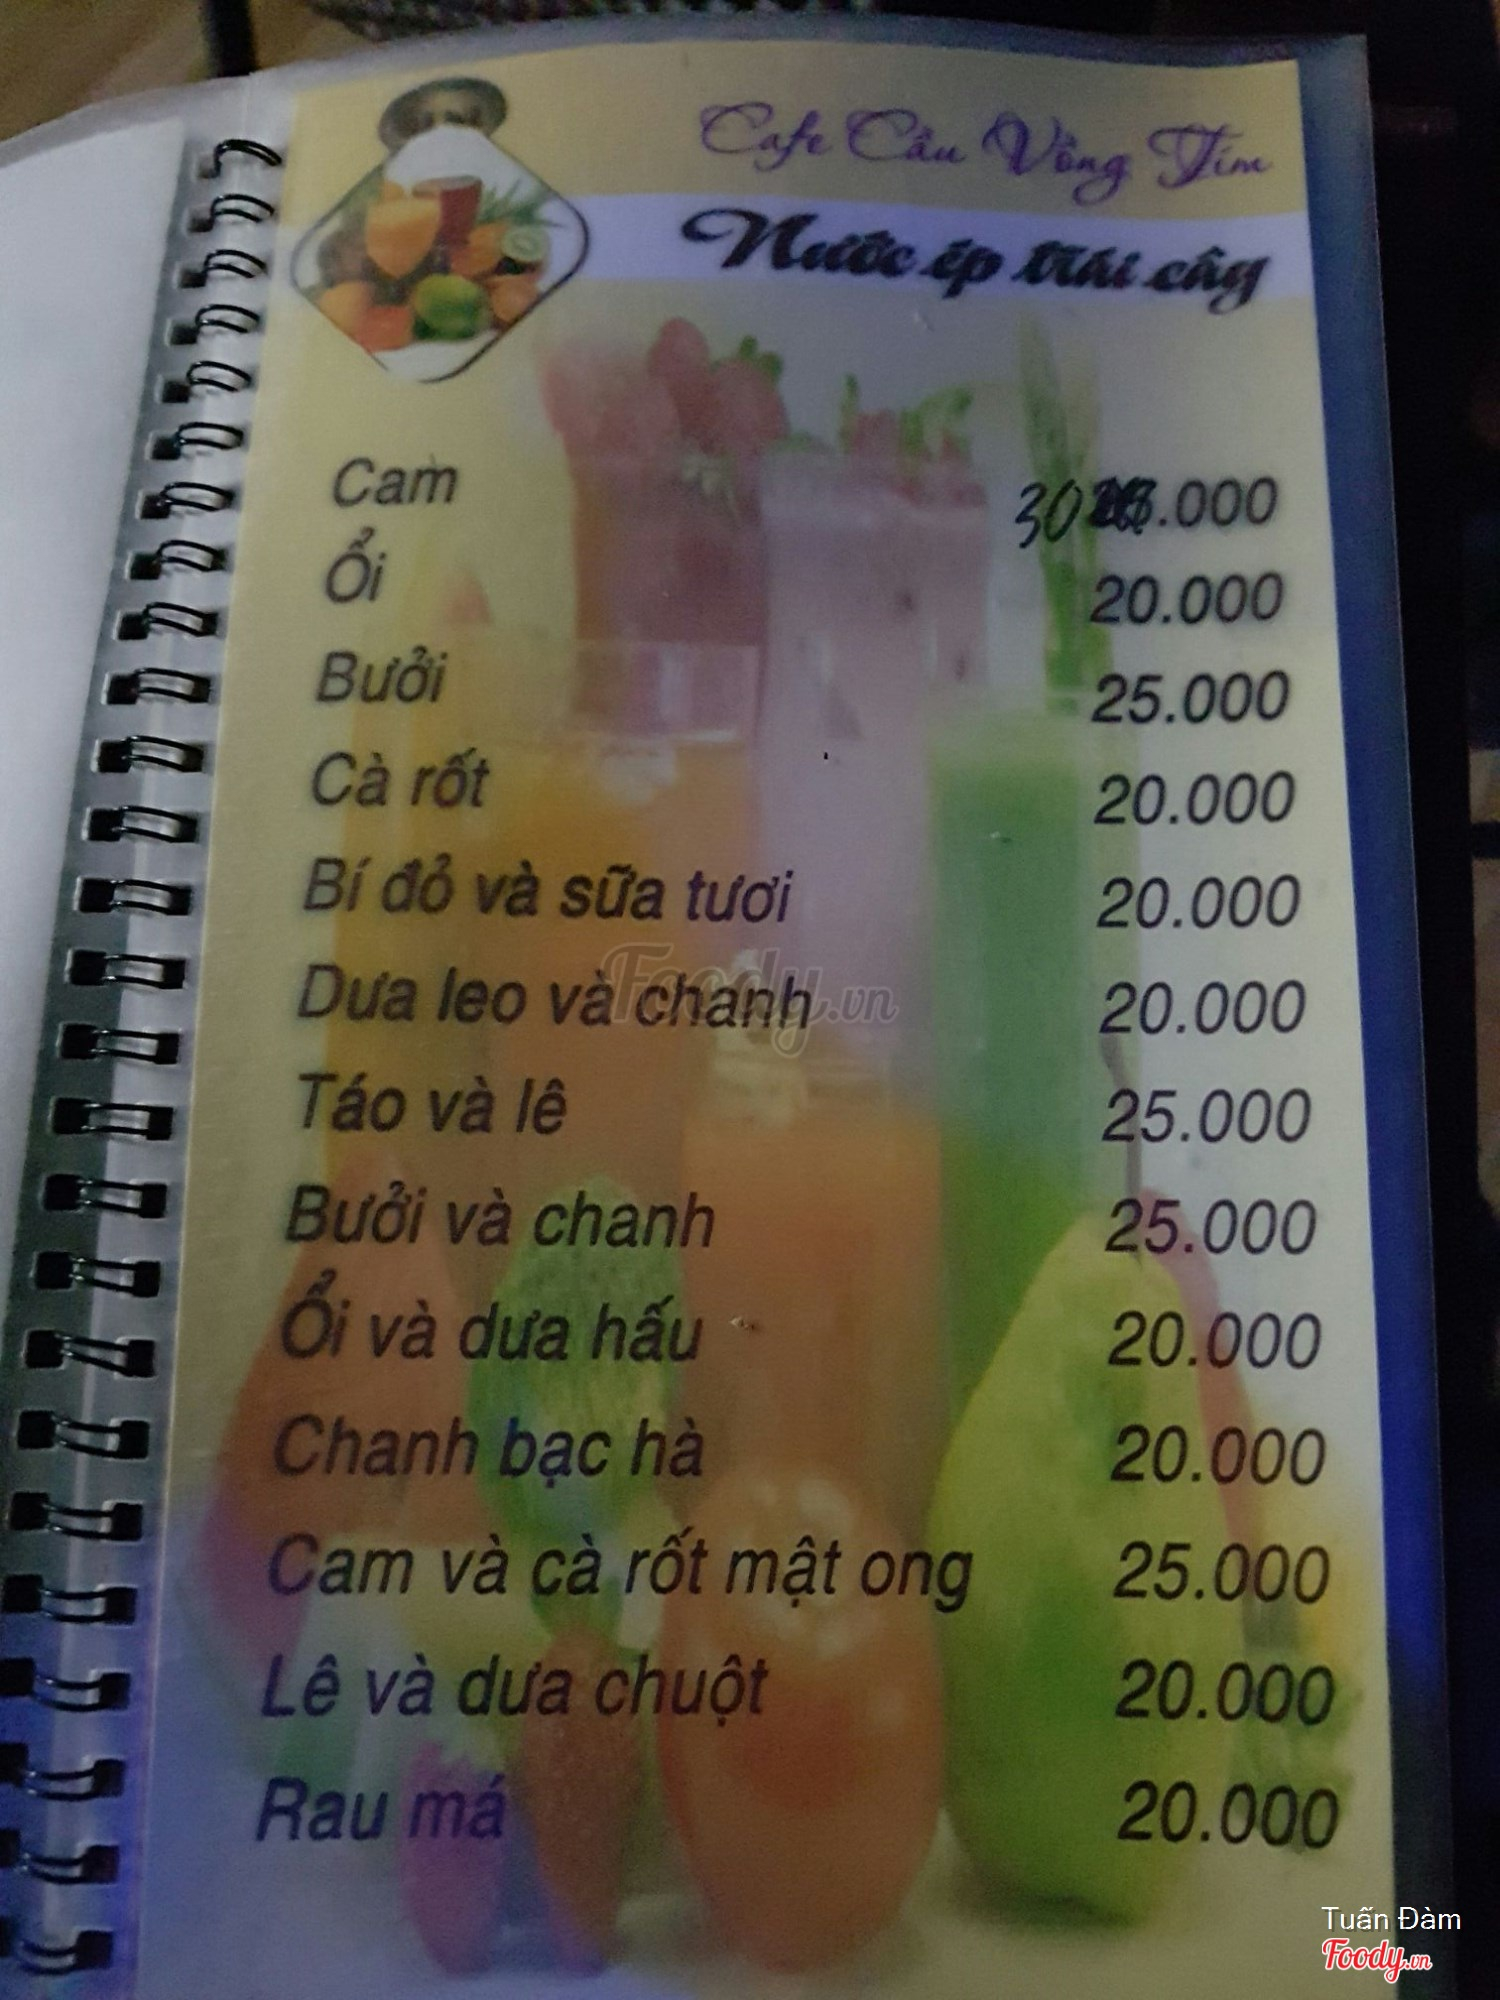 Cafe Cầu Vồng Tím
Nước ép trái cây
Cam 30.000
Ổi 20.000
Bưởi 25.000
Cà rốt 20.000
Bí đỏ và sữa tươi 20.000
Dưa leo và chanh 20.000
Foody.vn
Táo và lê 25.000
Bưởi và chanh 25.000
Ổi và dưa hấu 20.000
Chanh bạc hà 20.000
Cam và cà rốt mật ong 25.000
Lê và dưa chuột 20.000
Rau má 20.000
Tuấn Đàm
Foody.vn